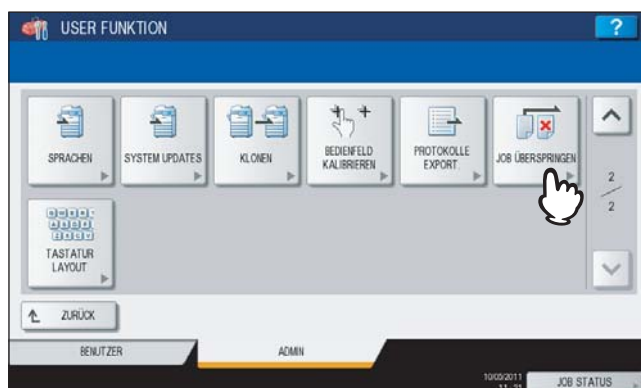 USER FUNKTION
?
SPRACHEN
SYSTEM UPDATES
KLONEN
BEDIENFELD
KALIBRIEREN
PROTOKOLLE
EXPORT.
JOB ÜBERSPRINGEN
2
2
TASTATUR
LAYOUT
ZURÜCK
BENUTZER
ADMIN
10/05/2011
JOB STATUS